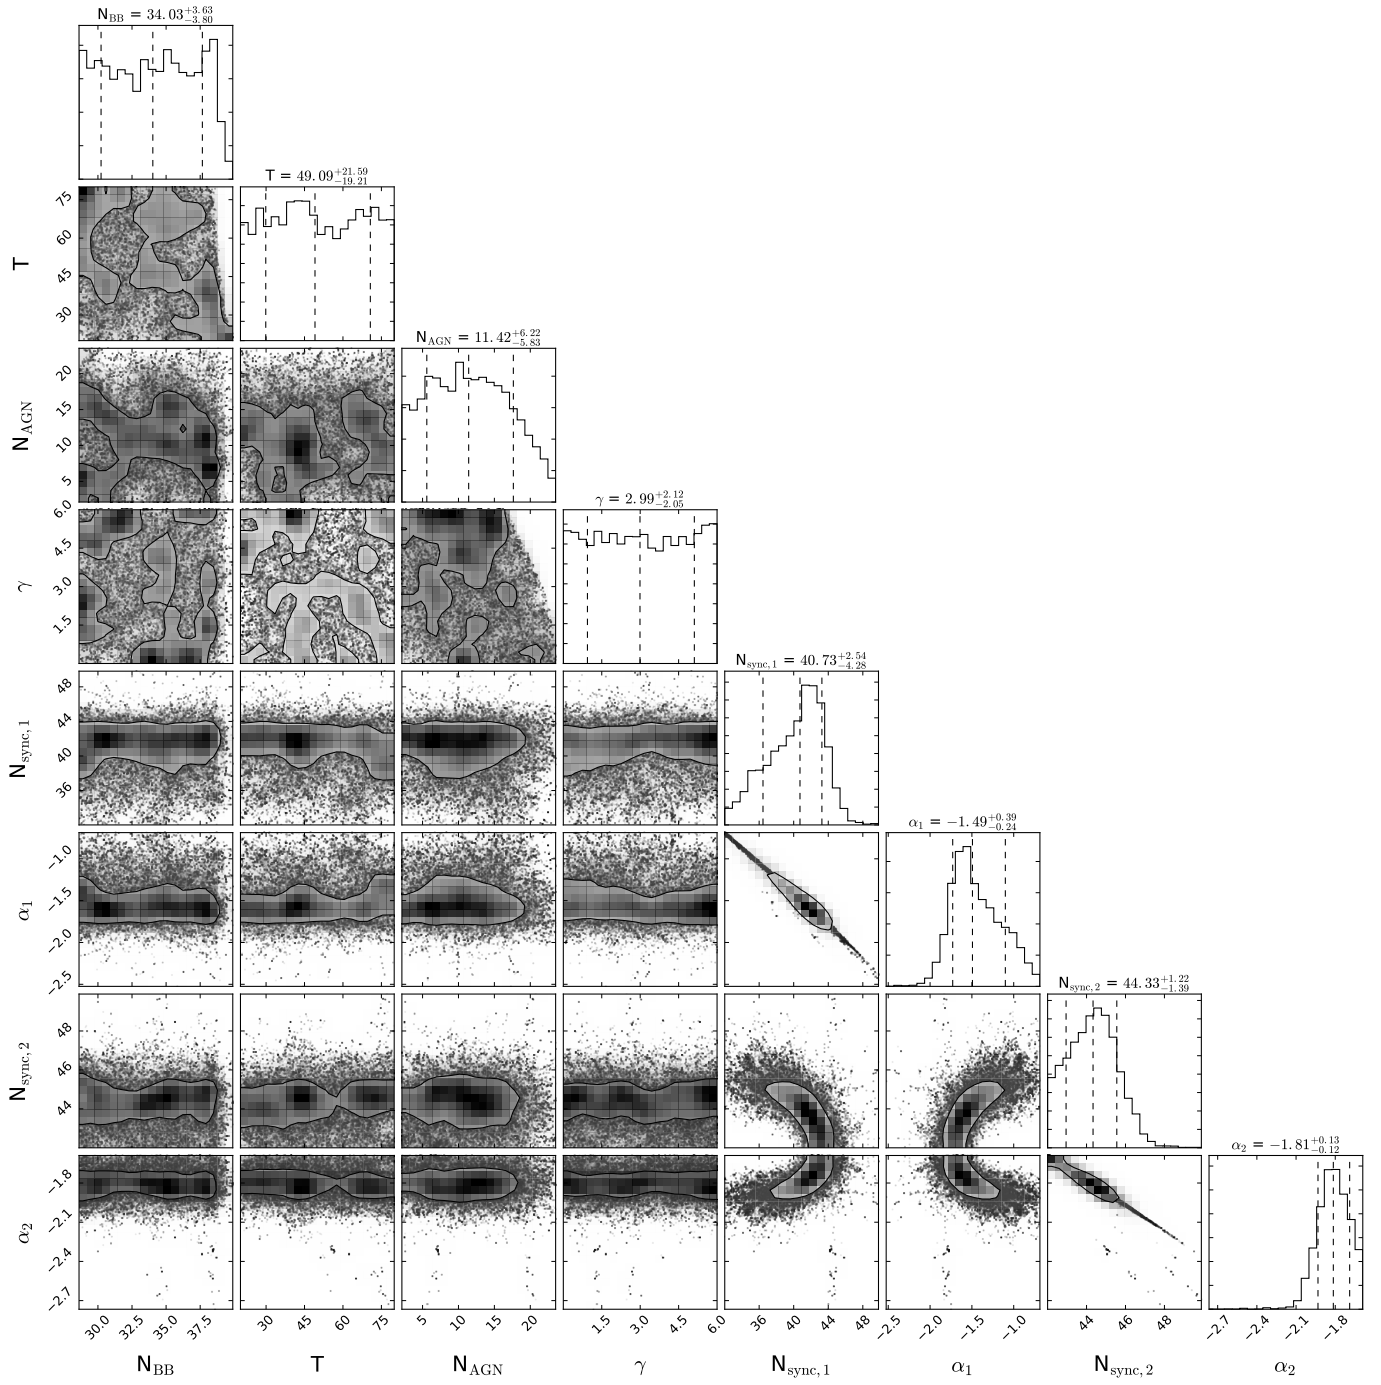 N_BB = 34.03^{+3.63}_{−3.80}
T = 49.09^{+21.59}_{−19.21}
75
60
45
30
T
N_AGN = 11.42^{+6.22}_{−5.83}
20
15
10
5
N_AGN
γ = 2.99^{+2.12}_{−2.05}
6.0
4.5
3.0
1.5
γ
N_sync,1 = 40.73^{+2.54}_{−4.28}
48
44
40
36
N_sync,1
α_1 = −1.49^{+0.39}_{−0.24}
−1.0
−1.5
−2.0
−2.5
α_1
N_sync,2 = 44.33^{+1.22}_{−1.39}
48
46
44
N_sync,2
α_2 = −1.81^{+0.13}_{−0.12}
−1.8
−2.1
−2.4
−2.7
α_2
30.0 32.5 35.0 37.5 30 45 60 75 5 10 15 20 1.5 3.0 4.5 6.0 36 40 44 48 −2.5 −2.0 −1.5 −1.0 44 46 48 −2.7 −2.4 −2.1 −1.8
N_BB T N_AGN γ N_sync,1 α_1 N_sync,2 α_2